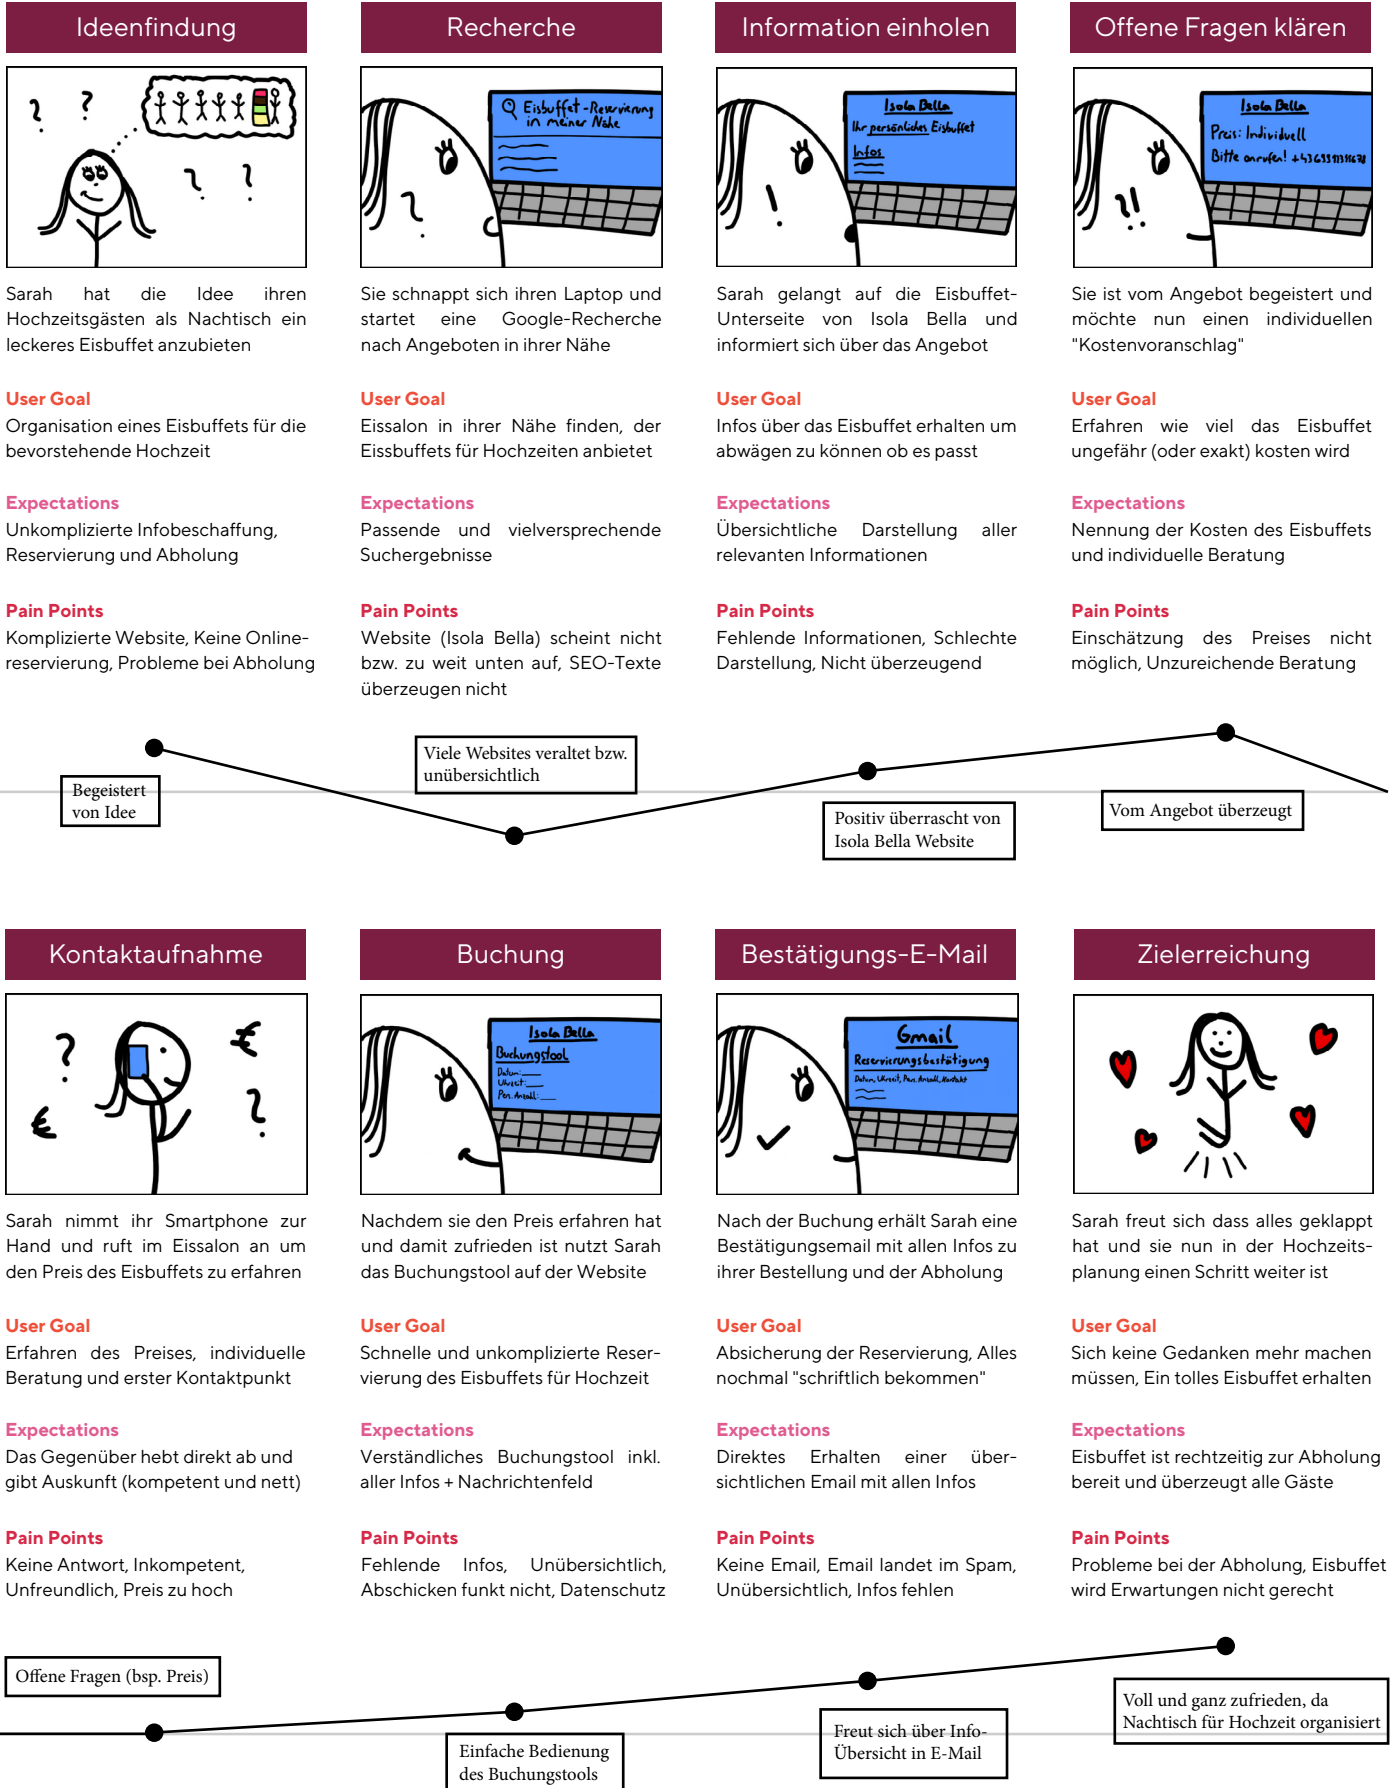 Ideenfindung
Recherche
Information einholen
Offene Fragen klären
? ? ? ?
Eisbuffet-Reservierung
in meiner Nähe
?
Isola Bella
Ihr persönliches Eisbuffet
Infos
!
Isola Bella
Preis: Individuell
Bitte anrufen!
!!
Sarah hat die Idee ihren
Hochzeitsgästen als Nachtisch ein
leckeres Eisbuffet anzubieten
Sie schnappt sich ihren Laptop und
startet eine Google-Recherche
nach Angeboten in ihrer Nähe
Sarah gelangt auf die Eisbuffet-
Unterseite von Isola Bella und
informiert sich über das Angebot
Sie ist vom Angebot begeistert und
möchte nun einen individuellen
"Kostenvoranschlag"
User Goal
Organisation eines Eisbuffets für die
bevorstehende Hochzeit
User Goal
Eissalon in ihrer Nähe finden, der
Eissbuffets für Hochzeiten anbietet
User Goal
Infos über das Eisbuffet erhalten um
abwägen zu können ob es passt
User Goal
Erfahren wie viel das Eisbuffet
ungefähr (oder exakt) kosten wird
Expectations
Unkomplizierte Infobeschaffung,
Reservierung und Abholung
Expectations
Passende und vielversprechende
Suchergebnisse
Expectations
Übersichtliche Darstellung aller
relevanten Informationen
Expectations
Nennung der Kosten des Eisbuffets
und individuelle Beratung
Pain Points
Komplizierte Website, Keine Online-
reservierung, Probleme bei Abholung
Pain Points
Website (Isola Bella) scheint nicht
bzw. zu weit unten auf, SEO-Texte
überzeugen nicht
Pain Points
Fehlende Informationen, Schlechte
Darstellung, Nicht überzeugend
Pain Points
Einschätzung des Preises nicht
möglich, Unzureichende Beratung
Begeistert
von Idee
Viele Websites veraltet bzw.
unübersichtlich
Positiv überrascht von
Isola Bella Website
Vom Angebot überzeugt
Kontaktaufnahme
Buchung
Bestätigungs-E-Mail
Zielerreichung
? € € ?
Isola Bella
Buchungstool
Datum:
Uhrzeit:
Pers. Anzahl:
Gmail
Reservierungsbestätigung
Datum, Uhrzeit, Pers. Anzahl, Kontakt
Sarah nimmt ihr Smartphone zur
Hand und ruft im Eissalon an um
den Preis des Eisbuffets zu erfahren
Nachdem sie den Preis erfahren hat
und damit zufrieden ist nutzt Sarah
das Buchungstool auf der Website
Nach der Buchung erhält Sarah eine
Bestätigungsemail mit allen Infos zu
ihrer Bestellung und der Abholung
Sarah freut sich dass alles geklappt
hat und sie nun in der Hochzeits-
planung einen Schritt weiter ist
User Goal
Erfahren des Preises, individuelle
Beratung und erster Kontaktpunkt
User Goal
Schnelle und unkomplizierte Reser-
vierung des Eisbuffets für Hochzeit
User Goal
Absicherung der Reservierung, Alles
nochmal "schriftlich bekommen"
User Goal
Sich keine Gedanken mehr machen
müssen, Ein tolles Eisbuffet erhalten
Expectations
Das Gegenüber hebt direkt ab und
gibt Auskunft (kompetent und nett)
Expectations
Verständliches Buchungstool inkl.
aller Infos + Nachrichtenfeld
Expectations
Direktes Erhalten einer über-
sichtlichen Email mit allen Infos
Expectations
Eisbuffet ist rechtzeitig zur Abholung
bereit und überzeugt alle Gäste
Pain Points
Keine Antwort, Inkompetent,
Unfreundlich, Preis zu hoch
Pain Points
Fehlende Infos, Unübersichtlich,
Abschicken funkt nicht, Datenschutz
Pain Points
Keine Email, Email landet im Spam,
Unübersichtlich, Infos fehlen
Pain Points
Probleme bei der Abholung, Eisbuffet
wird Erwartungen nicht gerecht
Offene Fragen (bsp. Preis)
Einfache Bedienung
des Buchungstools
Freut sich über Info-
Übersicht in E-Mail
Voll und ganz zufrieden, da
Nachtisch für Hochzeit organisiert